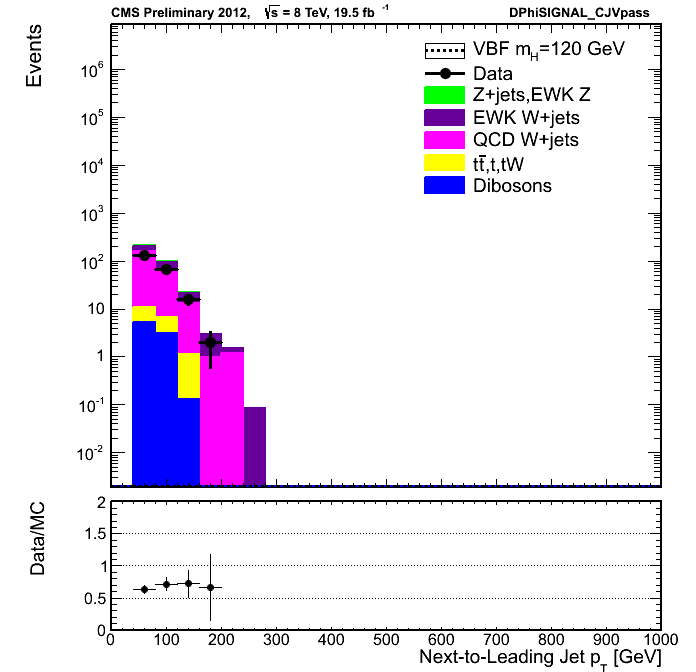 CMS Preliminary 2012, √s = 8 TeV, 19.5 fb⁻¹ DPhiSIGNAL_CJVpass
Events
VBF m_H=120 GeV
Data
Z+jets,EWK Z
EWK W+jets
QCD W+jets
tt̄,t,tW
Dibosons
10⁶
10⁵
10⁴
10³
10²
10
1
10⁻¹
10⁻²
Data/MC
2
1.5
1
0.5
0
0 100 200 300 400 500 600 700 800 900 1000
Next-to-Leading Jet p_T [GeV]